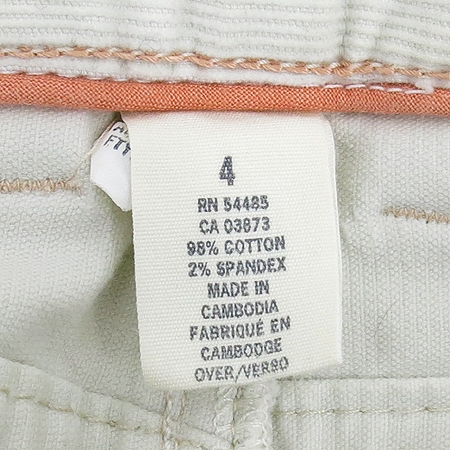 4
RN 54485
CA 03873
98% COTTON
2% SPANDEX
MADE IN
CAMBODIA
FABRIQUÉ EN
CAMBODGE
OVER/VERSO